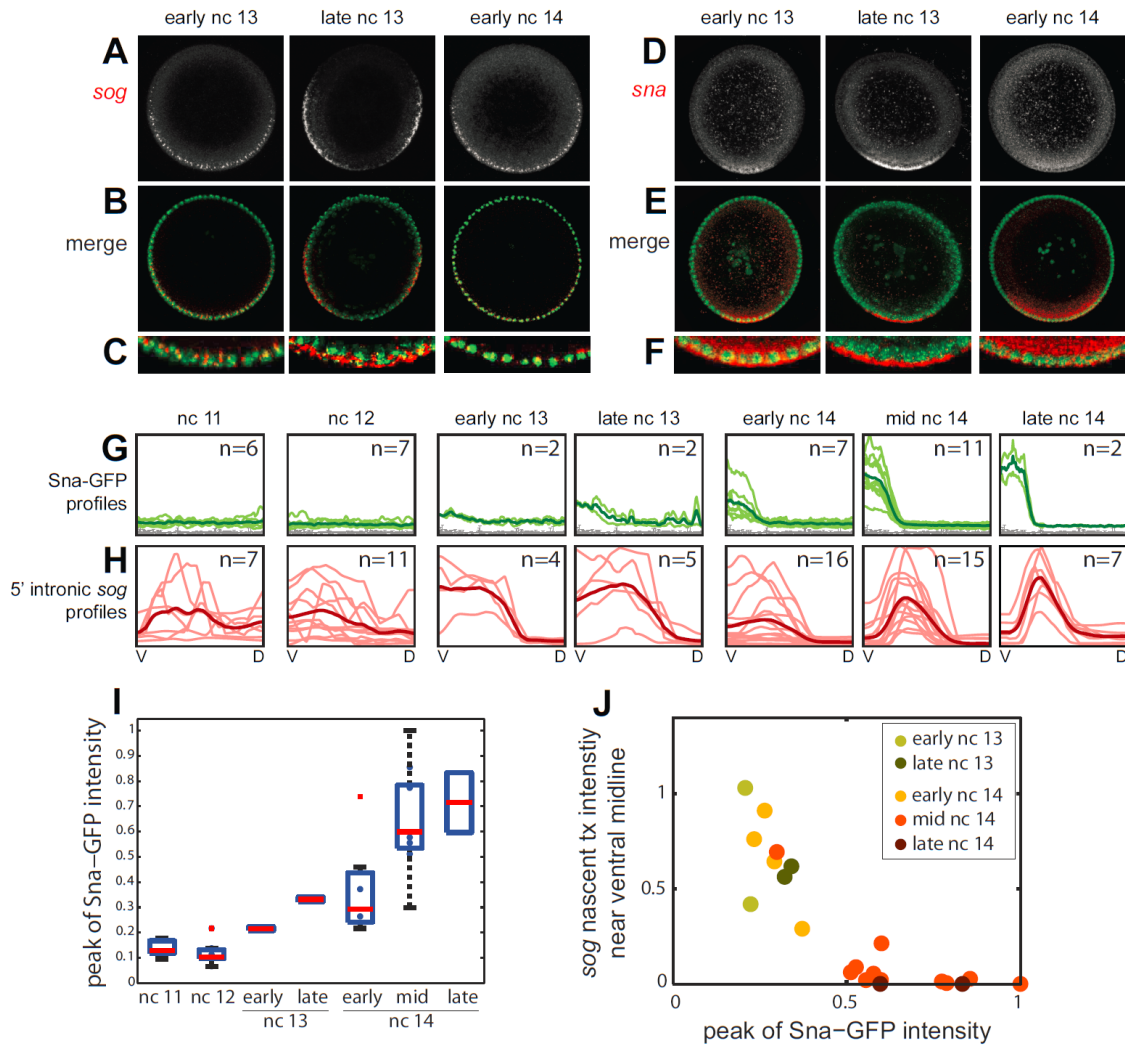 early nc 13 late nc 13 early nc 14 early nc 13 late nc 13 early nc 14
A
sog
D
sna
B
merge
E
merge
C
F
nc 11 nc 12 early nc 13 late nc 13 early nc 14 mid nc 14 late nc 14
G
Sna-GFP
profiles
n=6 n=7 n=2 n=2 n=7 n=11 n=2
H
5' intronic sog
profiles
n=7 n=11 n=4 n=5 n=16 n=15 n=7
V D V D V D V D V D V D V D
I
peak of Sna−GFP intensity
1
0.9
0.8
0.7
0.6
0.5
0.4
0.3
0.2
0.1
0
nc 11 nc 12 early late early mid late
nc 13 nc 14
J
sog nascent tx intenstiy
near ventral midline
1
0.5
0
0 0.5 1
peak of Sna−GFP intensity
early nc 13
late nc 13
early nc 14
mid nc 14
late nc 14